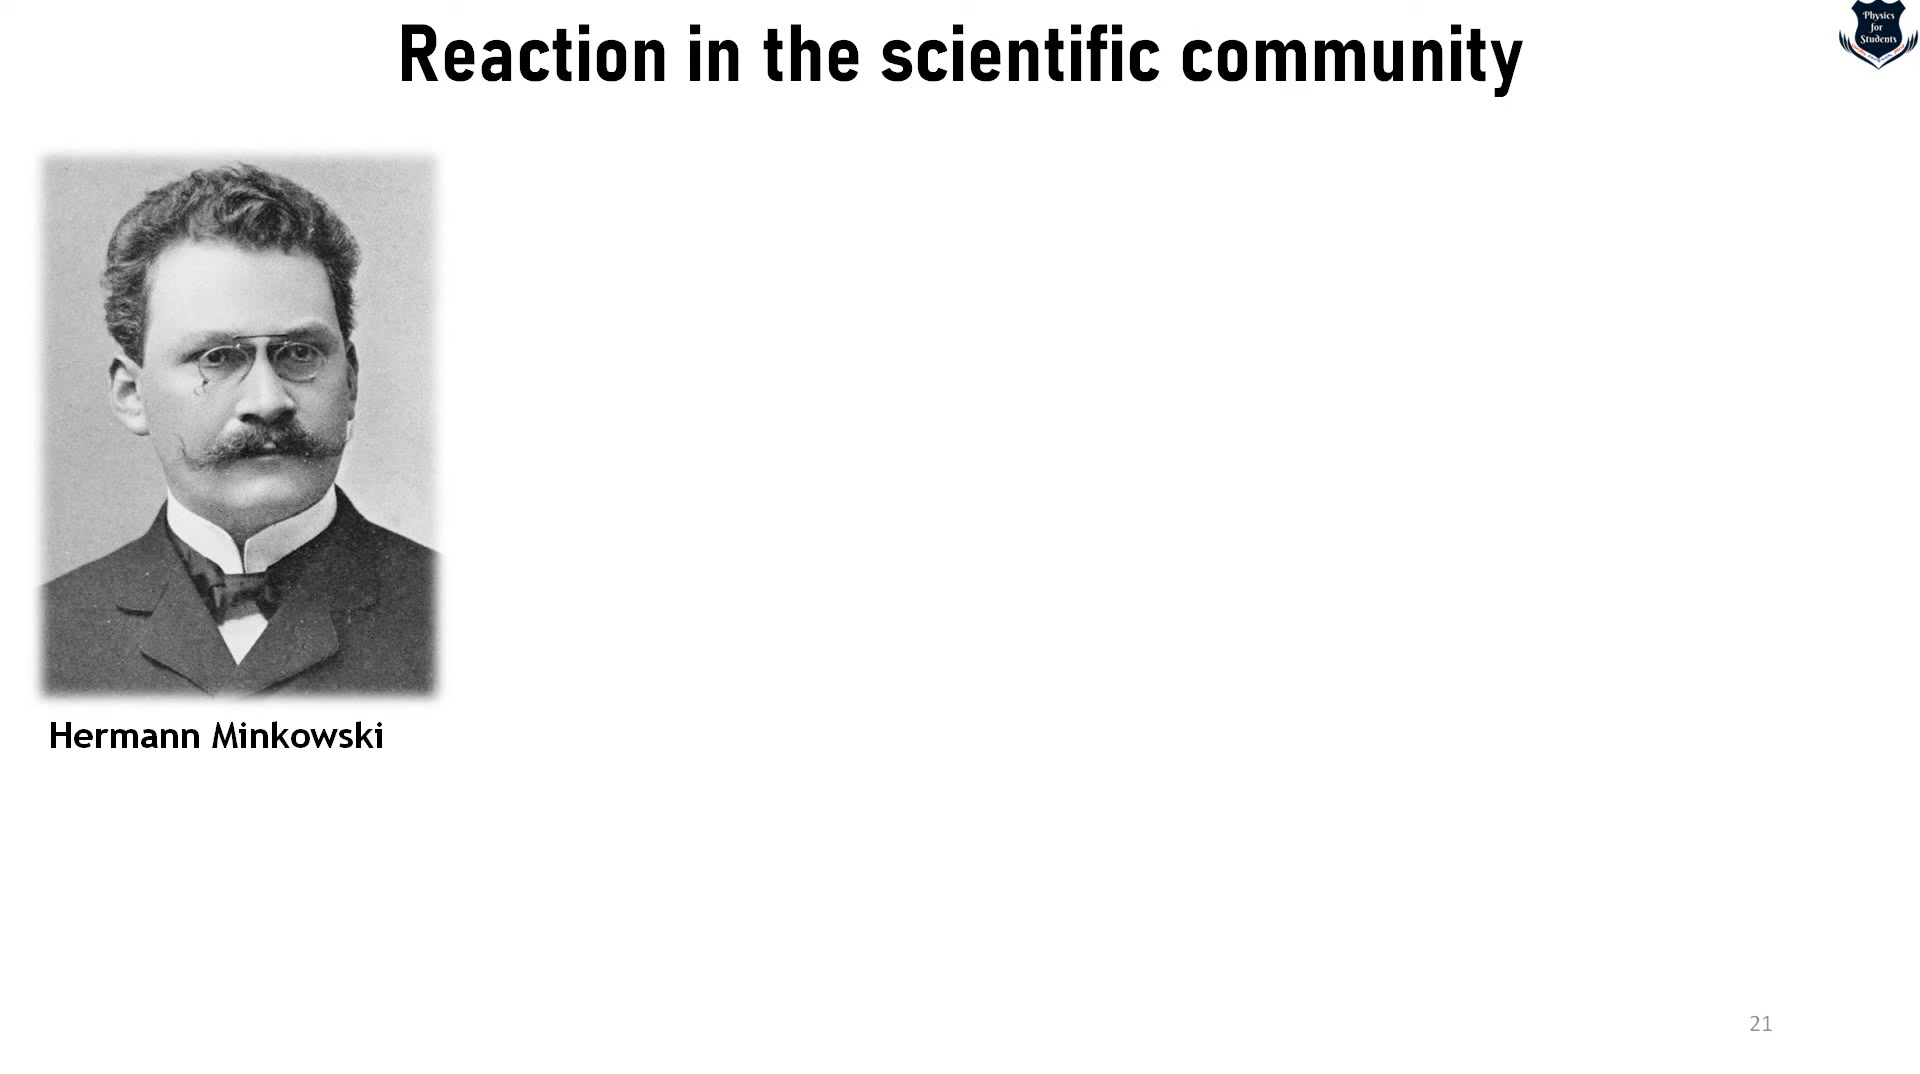 Physics
for
Students
Reaction in the scientific community
Hermann Minkowski
21